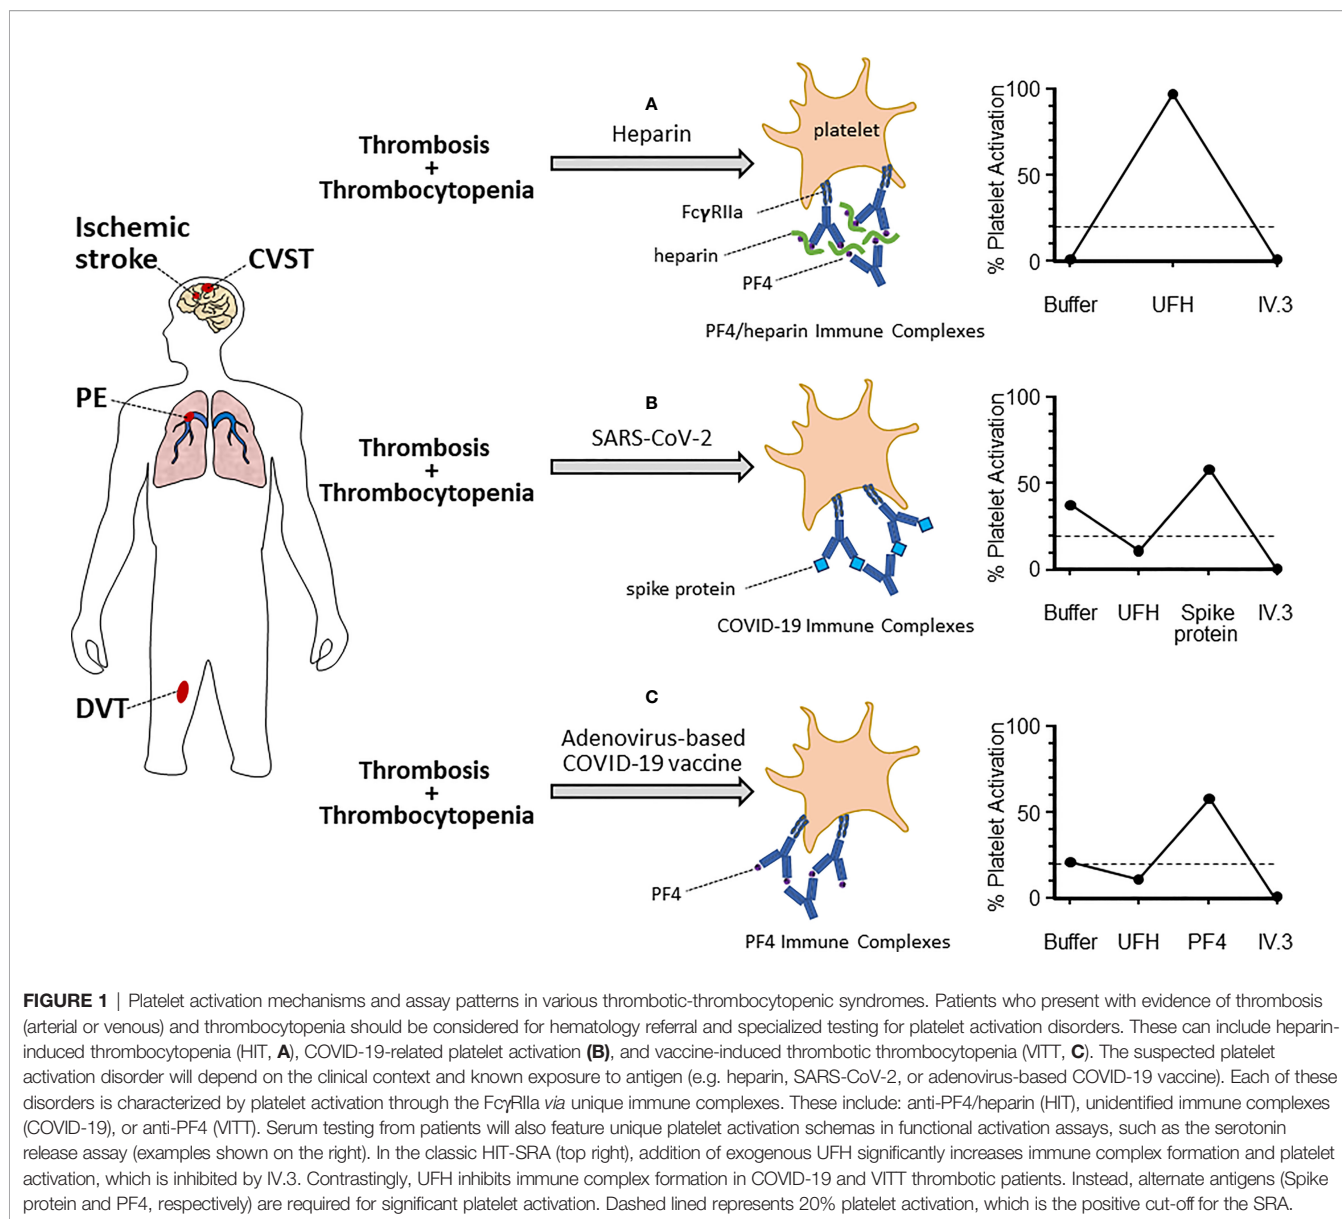 Ischemic
stroke
CVST
PE
DVT
Thrombosis
+
Thrombocytopenia
A
Heparin
platelet
FcγRIIa
heparin
PF4
PF4/heparin Immune Complexes
% Platelet Activation
100
50
0
Buffer
UFH
IV.3
Thrombosis
+
Thrombocytopenia
B
SARS-CoV-2
spike protein
COVID-19 Immune Complexes
% Platelet Activation
100
50
0
Buffer
UFH
Spike
protein
IV.3
Thrombosis
+
Thrombocytopenia
C
Adenovirus-based
COVID-19 vaccine
PF4
PF4 Immune Complexes
% Platelet Activation
100
50
0
Buffer
UFH
PF4
IV.3
FIGURE 1 | Platelet activation mechanisms and assay patterns in various thrombotic-thrombocytopenic syndromes. Patients who present with evidence of thrombosis
(arterial or venous) and thrombocytopenia should be considered for hematology referral and specialized testing for platelet activation disorders. These can include heparin-
induced thrombocytopenia (HIT, A), COVID-19-related platelet activation (B), and vaccine-induced thrombotic thrombocytopenia (VITT, C). The suspected platelet
activation disorder will depend on the clinical context and known exposure to antigen (e.g. heparin, SARS-CoV-2, or adenovirus-based COVID-19 vaccine). Each of these
disorders is characterized by platelet activation through the FcγRIIa via unique immune complexes. These include: anti-PF4/heparin (HIT), unidentified immune complexes
(COVID-19), or anti-PF4 (VITT). Serum testing from patients will also feature unique platelet activation schemas in functional activation assays, such as the serotonin
release assay (examples shown on the right). In the classic HIT-SRA (top right), addition of exogenous UFH significantly increases immune complex formation and platelet
activation, which is inhibited by IV.3. Contrastingly, UFH inhibits immune complex formation in COVID-19 and VITT thrombotic patients. Instead, alternate antigens (Spike
protein and PF4, respectively) are required for significant platelet activation. Dashed lined represents 20% platelet activation, which is the positive cut-off for the SRA.